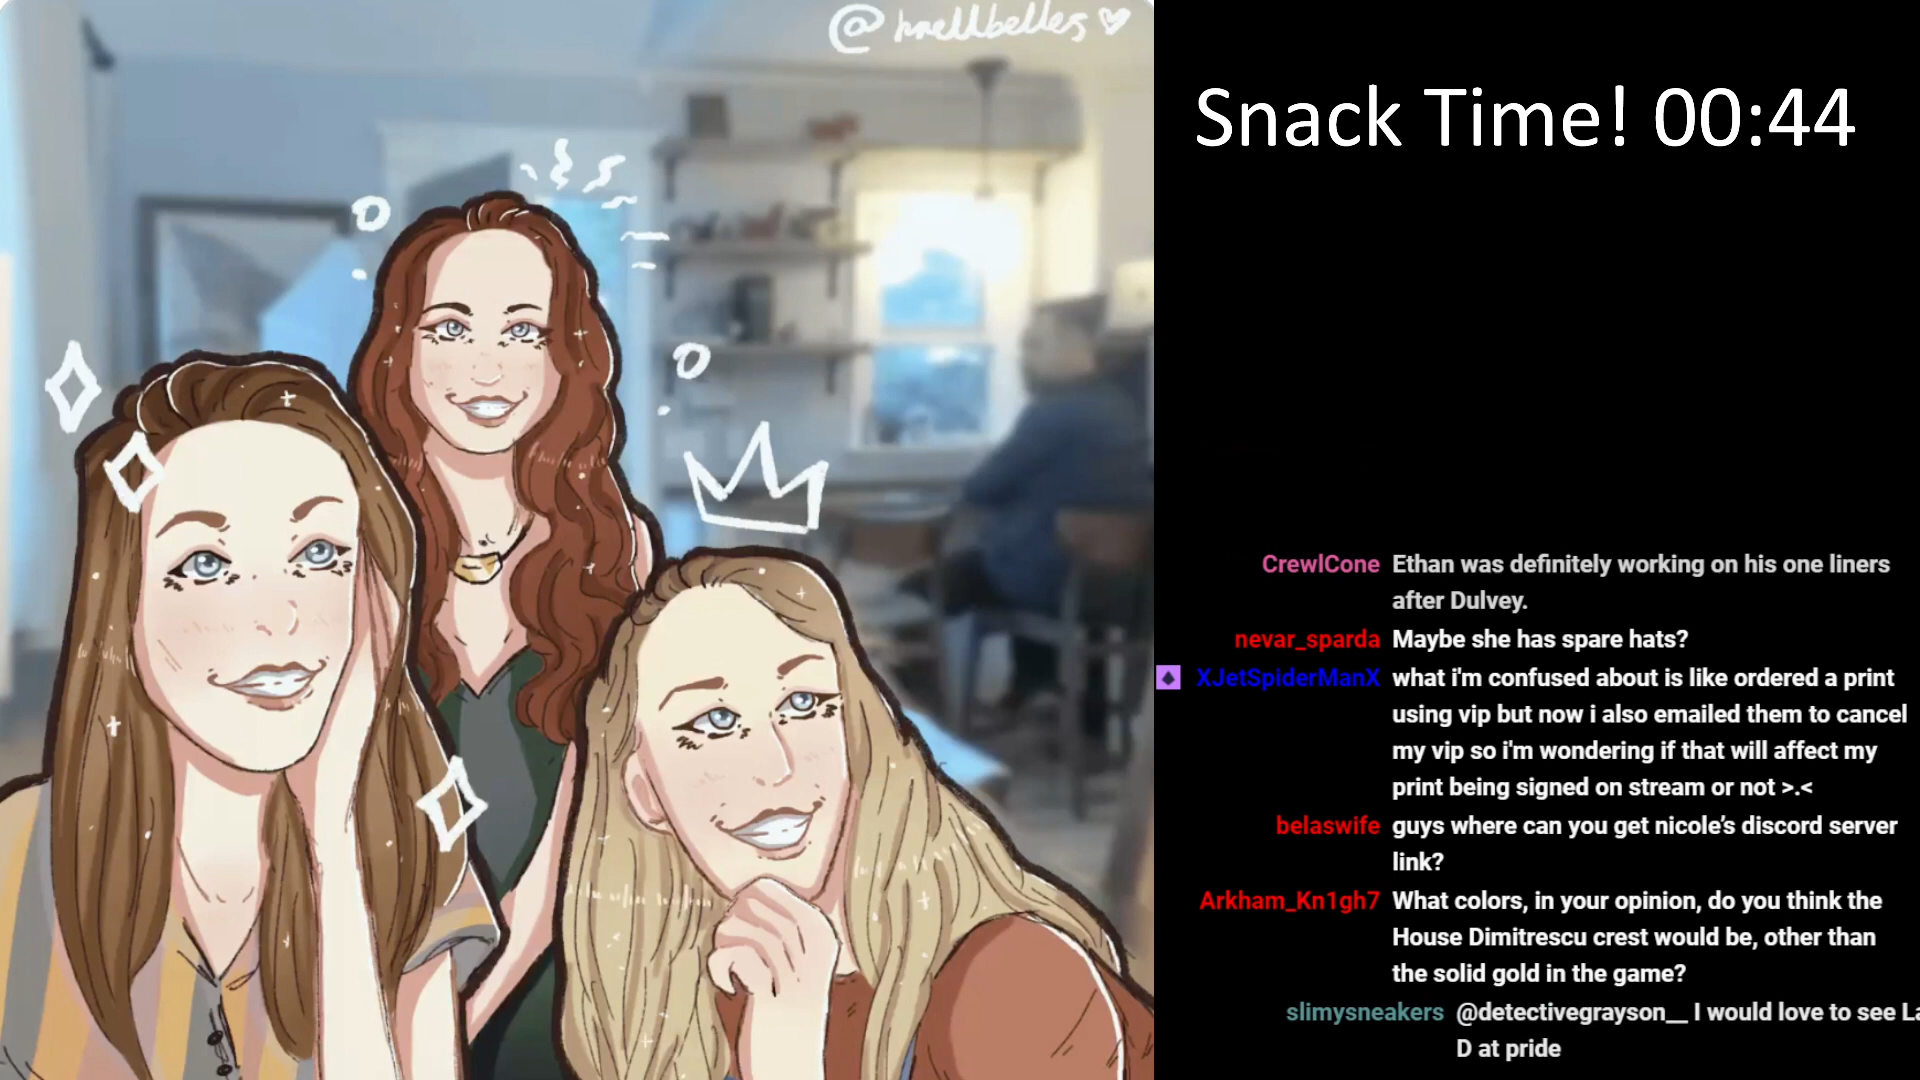 @knellbelles
Snack Time! 00:44
CrewlCone Ethan was definitely working on his one liners
after Dulvey.
nevar_sparda Maybe she has spare hats?
XJetSpiderManX what i'm confused about is like ordered a print
using vip but now i also emailed them to cancel
my vip so i'm wondering if that will affect my
print being signed on stream or not >.<
belaswife guys where can you get nicole's discord server
link?
Arkham_Kn1gh7 What colors, in your opinion, do you think the
House Dimitrescu crest would be, other than
the solid gold in the game?
slimysneakers @detectivegrayson__ I would love to see La
D at pride